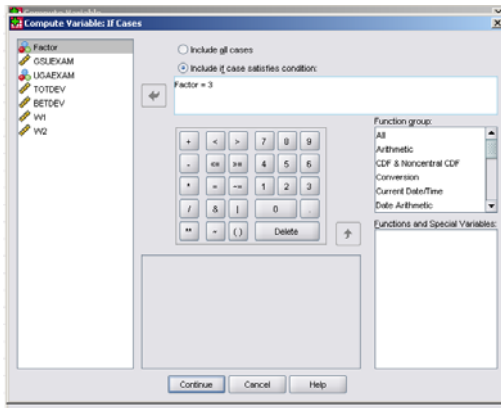 Compute Variable
Compute Variable: If Cases
Factor
GSUEXAM
UGAEXAM
TOTDEV
BETDEV
W1
W2
Include all cases
Include if case satisfies condition:
Factor = 3
+ < > 7 8 9
- <= >= 4 5 6
* = ~= 1 2 3
/ & | 0 .
** ~ ( ) Delete
Function group:
All
Arithmetic
CDF & Noncentral CDF
Conversion
Current Date/Time
Date Arithmetic
Functions and Special Variables:
Continue Cancel Help